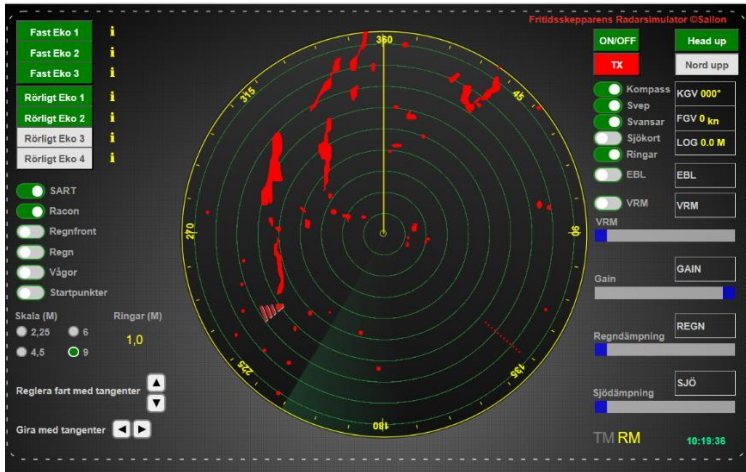 Fritidsskepparens Radarsimulator ©Sailon
Fast Eko 1 i
Fast Eko 2 i
Fast Eko 3 i
Rörligt Eko 1 i
Rörligt Eko 2 i
Rörligt Eko 3 i
Rörligt Eko 4 i
SART
Racon
Regnfront
Regn
Vågor
Startpunkter
Skala (M) Ringar (M)
2,25 6 1,0
4,5 9
Reglera fart med tangenter
Gira med tangenter
360
45
90
135
180
225
270
315
ON/OFF Head up
TX Nord upp
Kompass KGV 000°
Svep
Svansar FGV 0 kn
Sjökort
Ringar LOG 0.0 M
EBL EBL
VRM VRM
VRM
Gain GAIN
Regndämpning REGN
Sjödämpning SJÖ
TM RM 10:19:36